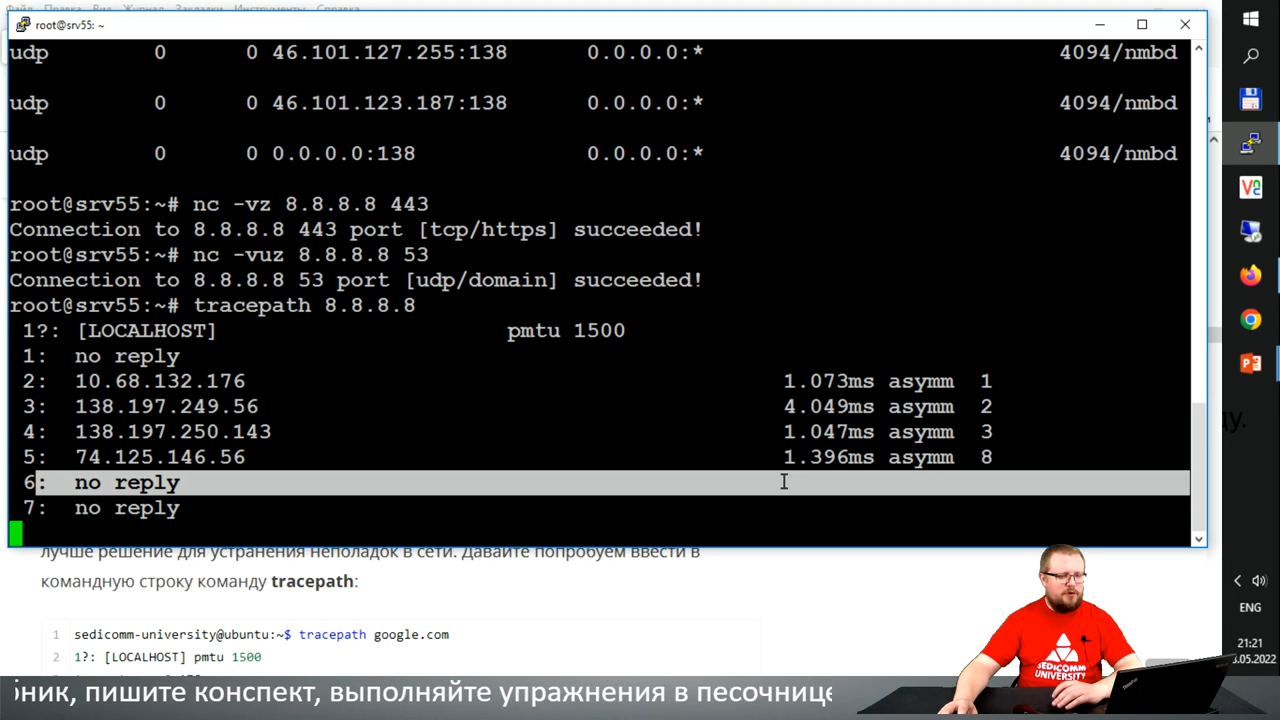 root@srv55: ~
udp 0 0 46.101.127.255:138 0.0.0.0:* 4094/nmbd
udp 0 0 46.101.123.187:138 0.0.0.0:* 4094/nmbd
udp 0 0 0.0.0.0:138 0.0.0.0:* 4094/nmbd
root@srv55:~# nc -vz 8.8.8.8 443
Connection to 8.8.8.8 443 port [tcp/https] succeeded!
root@srv55:~# nc -vuz 8.8.8.8 53
Connection to 8.8.8.8 53 port [udp/domain] succeeded!
root@srv55:~# tracepath 8.8.8.8
1?: [LOCALHOST] pmtu 1500
1: no reply
2: 10.68.132.176 1.073ms asymm 1
3: 138.197.249.56 4.049ms asymm 2
4: 138.197.250.143 1.047ms asymm 3
5: 74.125.146.56 1.396ms asymm 8
6: no reply
7: no reply
ду.
лучше решение для устранения неполадок в сети. Давайте попробуем ввести в
командную строку команду tracepath:
1 sedicomm-university@ubuntu:~$ tracepath google.com
2 1?: [LOCALHOST] pmtu 1500
ENG
21:21
3.05.2022
SEDICOMM
UNIVERSITY
ThinkPad
бник, пишите конспект, выполняйте упражнения в песочнице